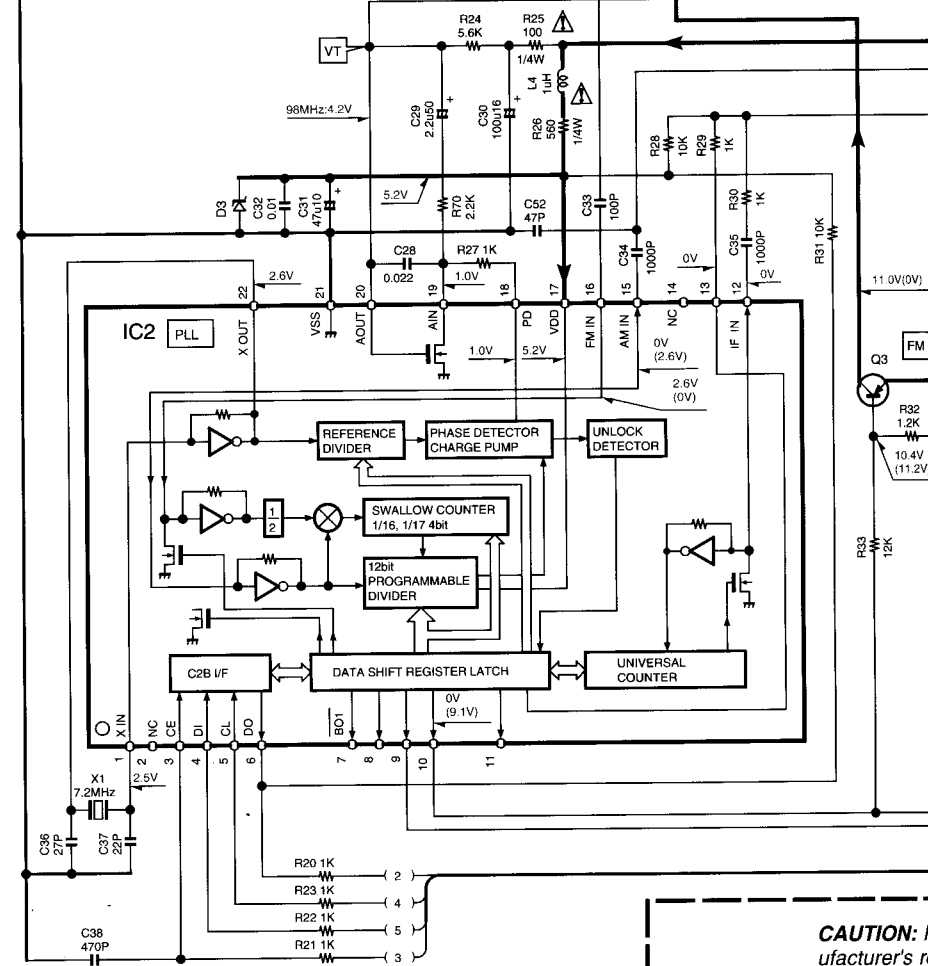 R24
5.6K
R25
100
1/4W
VT
L4
1uH
98MHz:4.2V
C29
2.2u50
C30
100u16
R26
560
1/4W
R28
10K
R29
1K
D3
C32
0.01
C31
47u10
5.2V
R70
2.2K
C52
47P
C33
100P
R30
1K
C34
1000P
C35
1000P
R31 10K
C28
0.022
R27 1K
2.6V
1.0V
0V
0V
11.0V(0V)
22
21
20
19
18
17
16
15
14
13
12
IC2
PLL
X OUT
VSS
AOUT
AIN
PD
VDD
FM IN
AM IN
NC
IF IN
1.0V
5.2V
0V
(2.6V)
2.6V
(0V)
FM
Q3
R32
1.2K
10.4V
(11.2V
REFERENCE
DIVIDER
PHASE DETECTOR
CHARGE PUMP
UNLOCK
DETECTOR
1
2
SWALLOW COUNTER
1/16, 1/17 4bit
12bit
PROGRAMMABLE
DIVIDER
R33
12K
C2B I/F
DATA SHIFT REGISTER LATCH
UNIVERSAL
COUNTER
0V
(9.1V)
X IN
NC
CE
DI
CL
DO
BO1
1
2
3
4
5
6
7
8
9
10
11
X1
7.2MHz
2.5V
C36
27P
C37
22P
R20 1K
( 2 )
R23 1K
( 4 )
R22 1K
( 5 )
R21 1K
( 3 )
C38
470P
CAUTION:
ufacturer's re